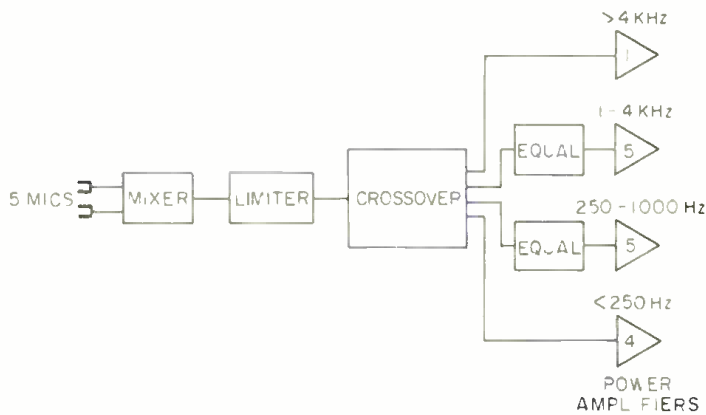 >4 KHz
1
1-4 KHz
EQUAL
5
5 MICS
MIXER
LIMITER
CROSSOVER
250-1000 Hz
EQUAL
5
<250 Hz
4
POWER
AMPLIFIERS